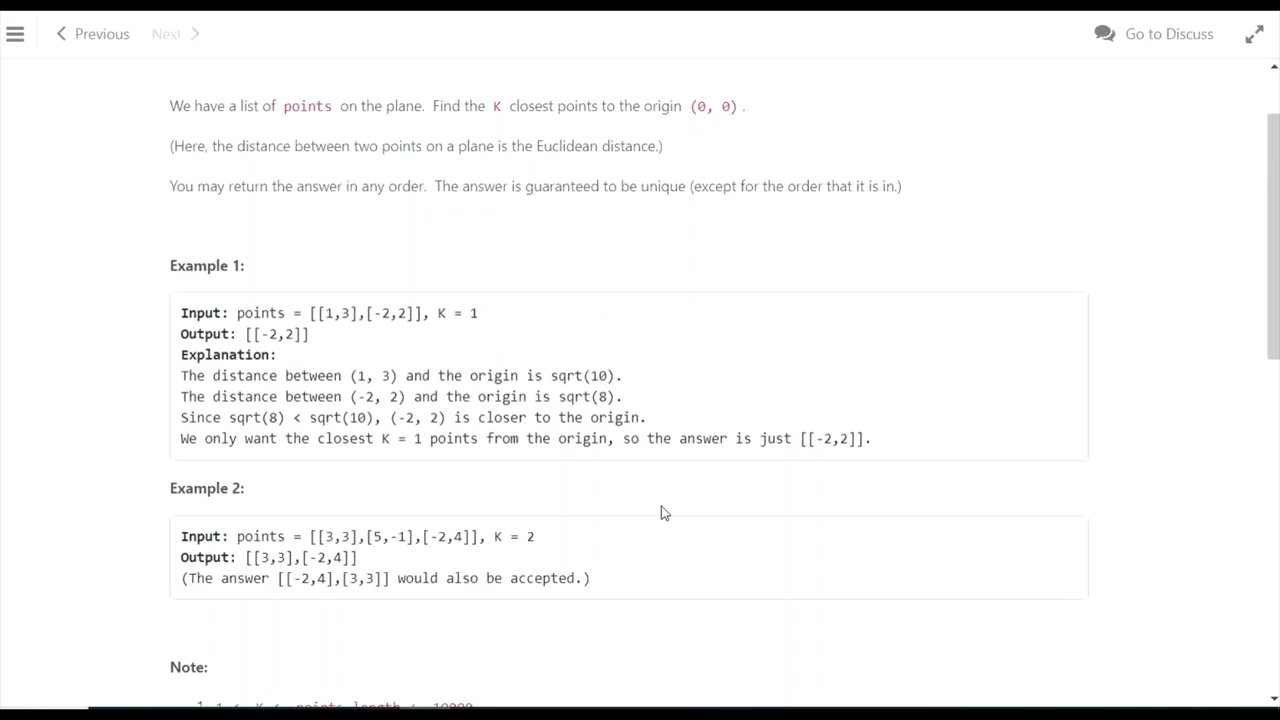 Previous Next Go to Discuss
We have a list of points on the plane. Find the K closest points to the origin (0, 0) .
(Here, the distance between two points on a plane is the Euclidean distance.)
You may return the answer in any order. The answer is guaranteed to be unique (except for the order that it is in.)
Example 1:
Input: points = [[1,3],[-2,2]], K = 1
Output: [[-2,2]]
Explanation:
The distance between (1, 3) and the origin is sqrt(10).
The distance between (-2, 2) and the origin is sqrt(8).
Since sqrt(8) < sqrt(10), (-2, 2) is closer to the origin.
We only want the closest K = 1 points from the origin, so the answer is just [[-2,2]].
Example 2:
Input: points = [[3,3],[5,-1],[-2,4]], K = 2
Output: [[3,3],[-2,4]]
(The answer [[-2,4],[3,3]] would also be accepted.)
Note: